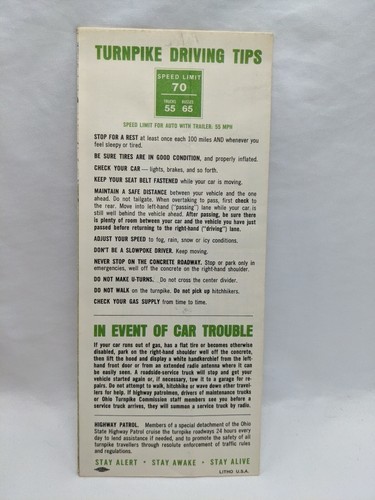 TURNPIKE DRIVING TIPS
SPEED LIMIT
70
TRUCKS BUSES
55 65
SPEED LIMIT FOR AUTO WITH TRAILER: 55 MPH
STOP FOR A REST at least once each 100 miles AND whenever you
feel sleepy or tired.
BE SURE TIRES ARE IN GOOD CONDITION, and properly inflated.
CHECK YOUR CAR — lights, brakes, and so forth.
KEEP YOUR SEAT BELT FASTENED while your car is moving.
MAINTAIN A SAFE DISTANCE between your vehicle and the one
ahead. Do not tailgate. When overtaking to pass, first check to
the rear. Move into left-hand ("passing") lane while your car is
still well behind the vehicle ahead. After passing, be sure there
is plenty of room between your car and the vehicle you have just
passed before returning to the right-hand ("driving") lane.
ADJUST YOUR SPEED to fog, rain, snow or icy conditions.
DON'T BE A SLOWPOKE DRIVER. Keep moving.
NEVER STOP ON THE CONCRETE ROADWAY. Stop or park only in
emergencies, well off the concrete on the right-hand shoulder.
DO NOT MAKE U-TURNS. Do not cross the center divider.
DO NOT WALK on the turnpike. Do not pick up hitchhikers.
CHECK YOUR GAS SUPPLY from time to time.
IN EVENT OF CAR TROUBLE
If your car runs out of gas, has a flat tire or becomes otherwise
disabled, park on the right-hand shoulder well off the concrete,
then lift the hood and display a white handkerchief from the left-
hand front door or from an extended radio antenna where it can
be easily seen. A roadside-service truck will stop and get your
vehicle started again or, if necessary, tow it to a garage for re-
pairs. Do not attempt to walk, hitchhike or wave down other travel-
lers for help. If highway patrolmen, drivers of maintenance trucks
or Ohio Turnpike Commission staff members see you before a
service truck arrives, they will summon a service truck by radio.
HIGHWAY PATROL. Members of a special detachment of the Ohio
State Highway Patrol cruise the turnpike roadways 24 hours every
day to lend assistance if needed, and to promote the safety of all
turnpike travellers through resolute enforcement of traffic rules
and regulations.
STAY ALERT • STAY AWAKE • STAY ALIVE
LITHO U.S.A.